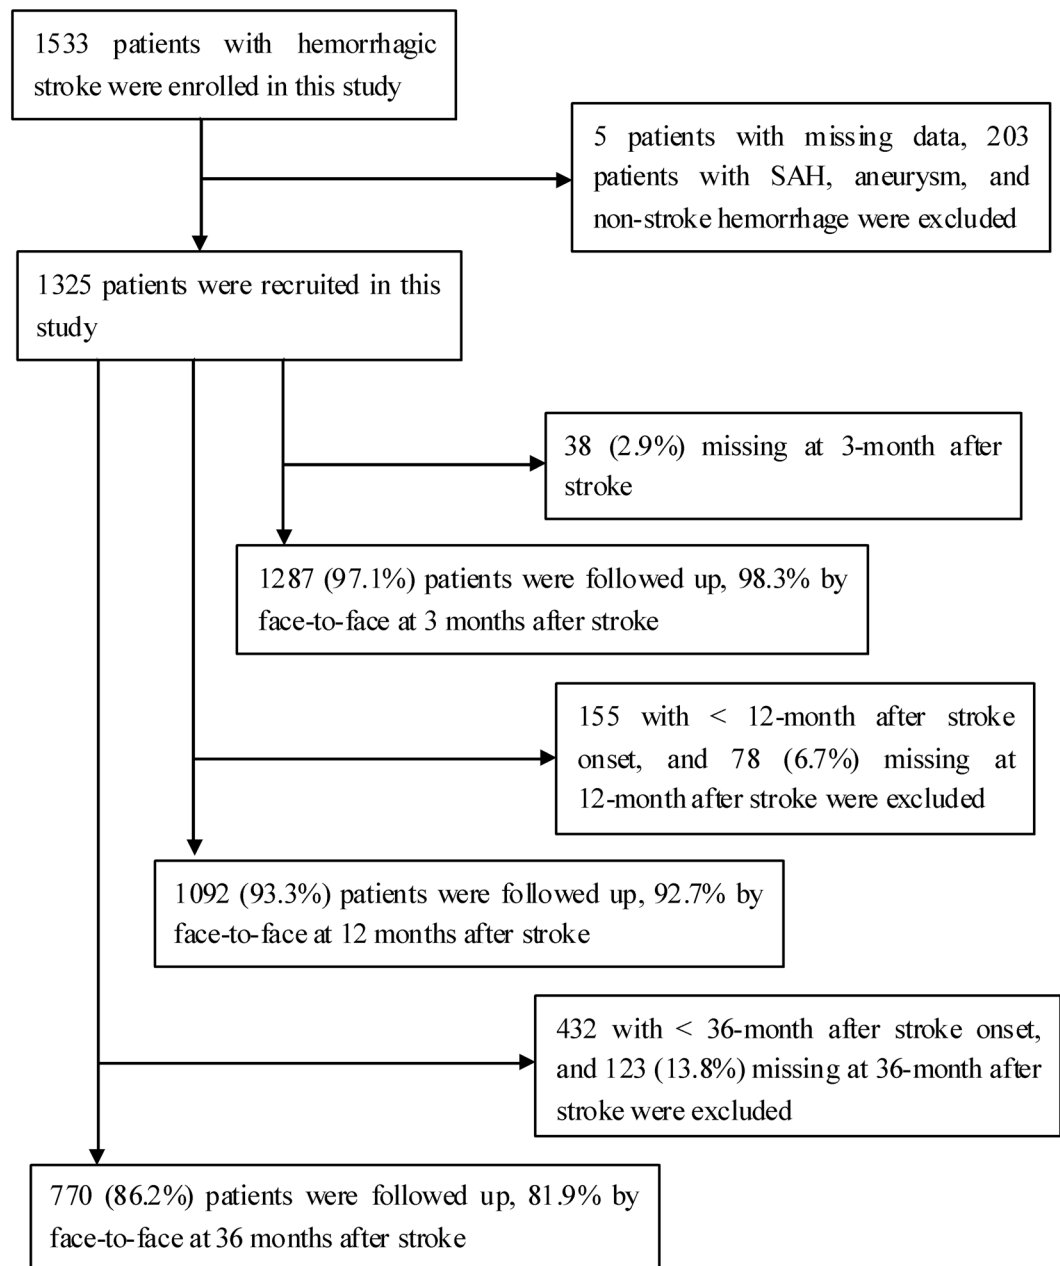 1533 patients with hemorrhagic
stroke were enrolled in this study
5 patients with missing data, 203
patients with SAH, aneurysm, and
non-stroke hemorrhage were excluded
1325 patients were recruited in this
study
38 (2.9%) missing at 3-month after
stroke
1287 (97.1%) patients were followed up, 98.3% by
face-to-face at 3 months after stroke
155 with < 12-month after stroke
onset, and 78 (6.7%) missing at
12-month after stroke were excluded
1092 (93.3%) patients were followed up, 92.7% by
face-to-face at 12 months after stroke
432 with < 36-month after stroke onset,
and 123 (13.8%) missing at 36-month after
stroke were excluded
770 (86.2%) patients were followed up, 81.9% by
face-to-face at 36 months after stroke